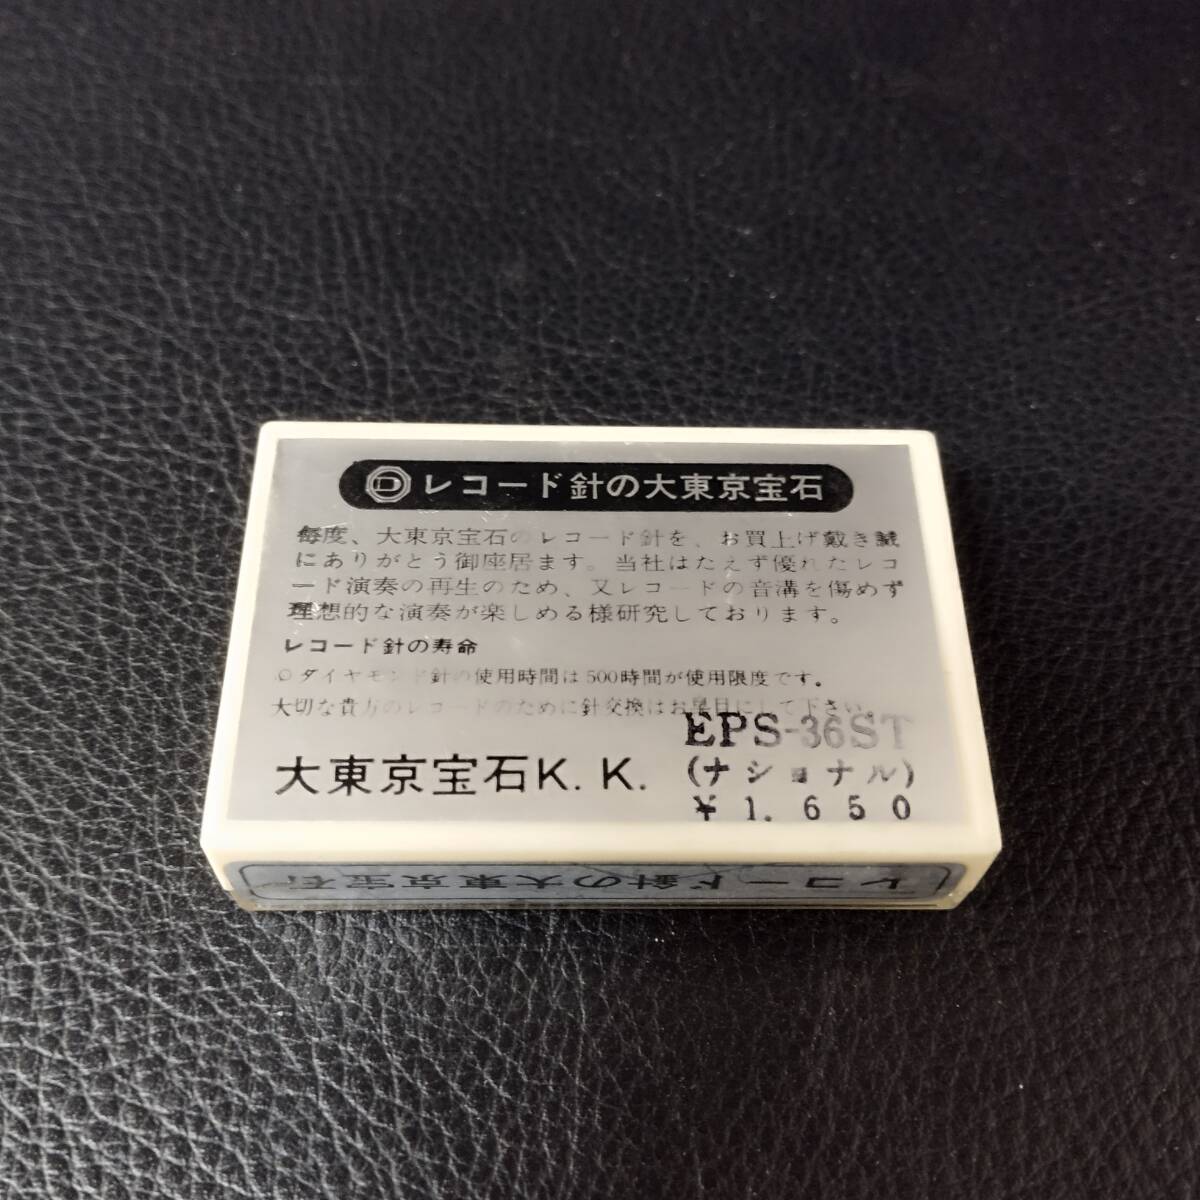 D レコード針の大東京宝石
毎度、大東京宝石のレコード針を、お買上げ戴き誠
にありがとう御座居ます。当社はたえず優れたレコ
ード演奏の再生のため、又レコードの音溝を傷めず
理想的な演奏が楽しめる様研究しております。
レコード針の寿命
○ダイヤモンド針の使用時間は500時間が使用限度です。
大切な貴方のレコードのために針交換はお早目にして下さい。
EPS-36ST
大東京宝石K.K. (ナショナル)
¥1.650
レコード針の大東京宝石